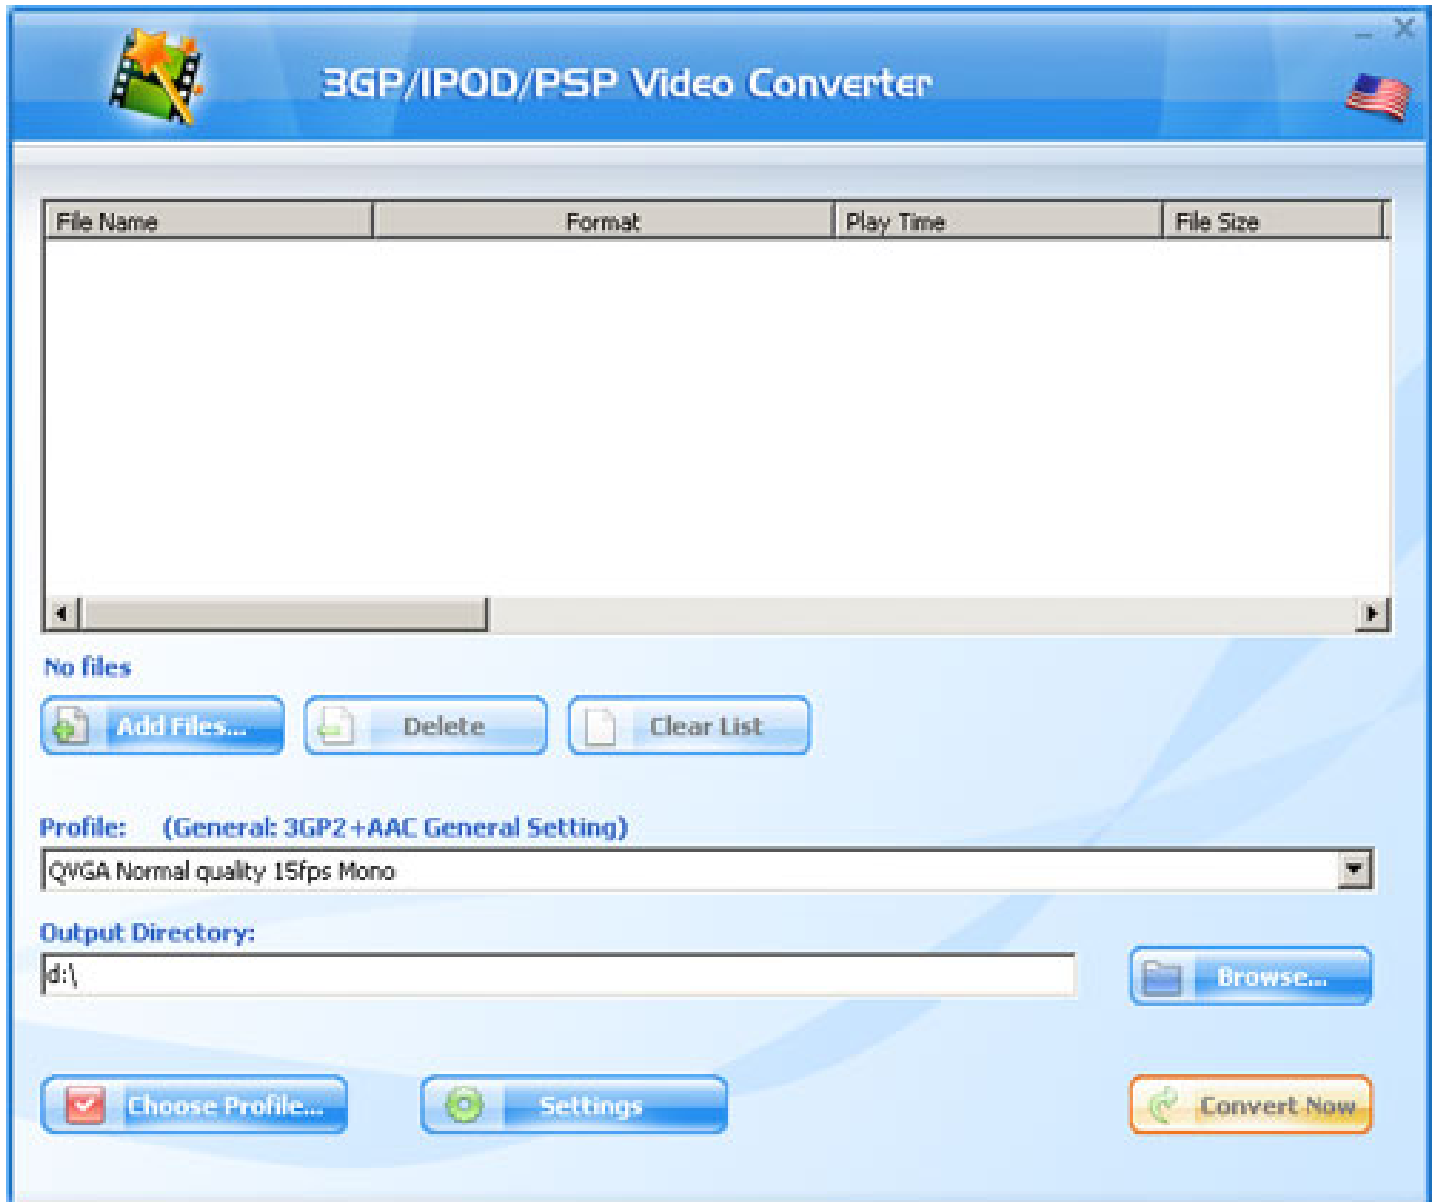 3GP/IPOD/PSP Video Converter
File Name Format Play Time File Size
No files
Add Files... Delete Clear List
Profile: (General: 3GP2+AAC General Setting)
QVGA Normal quality 15fps Mono
Output Directory:
d:\
Browse...
Choose Profile... Settings Convert Now